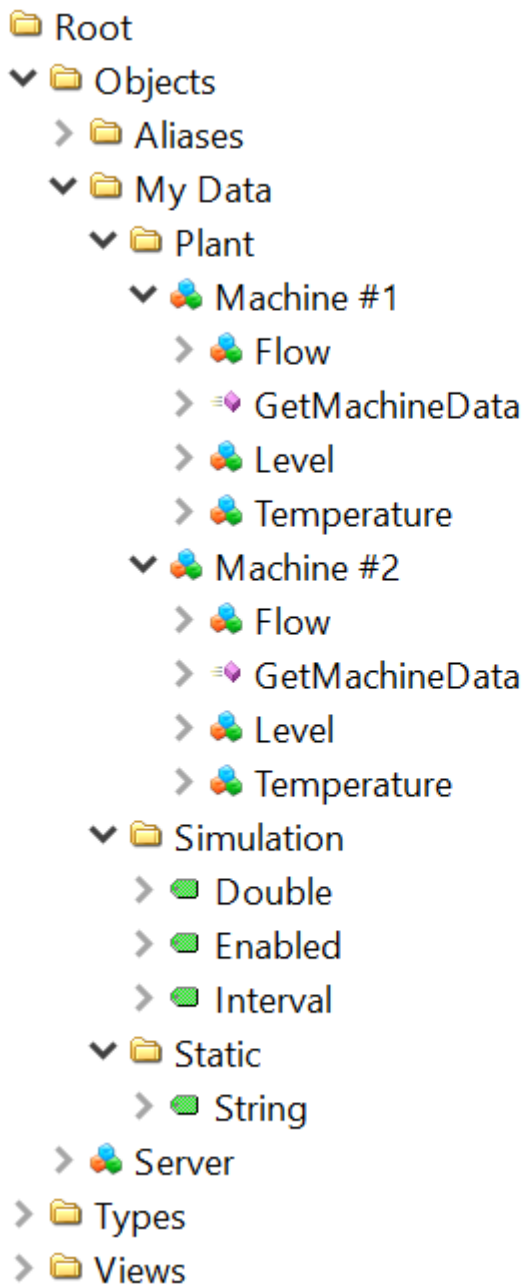 Root
Objects
Aliases
My Data
Plant
Machine #1
Flow
GetMachineData
Level
Temperature
Machine #2
Flow
GetMachineData
Level
Temperature
Simulation
Double
Enabled
Interval
Static
String
Server
Types
Views